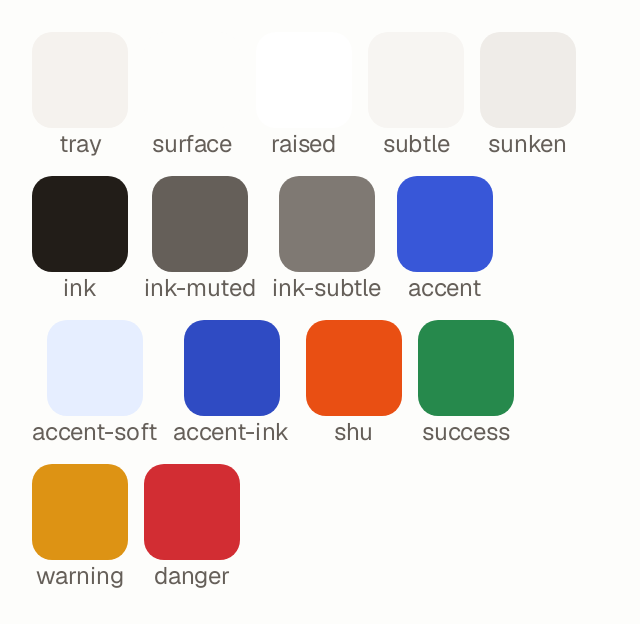 tray surface raised subtle sunken
ink ink-muted ink-subtle accent
accent-soft accent-ink shu success
warning danger